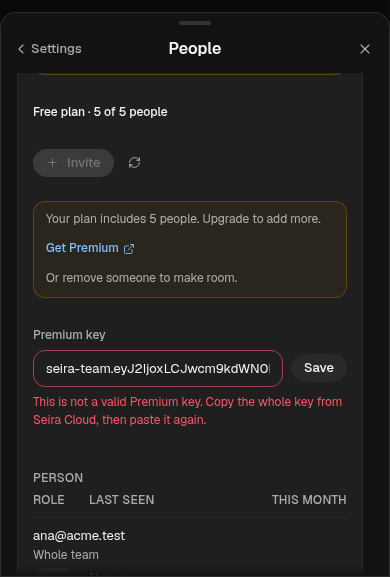 Settings
People
Free plan · 5 of 5 people
Invite
Your plan includes 5 people. Upgrade to add more.
Get Premium
Or remove someone to make room.
Premium key
seira-team.eyJ2IjoxLCJwcm9kdWN0I
Save
This is not a valid Premium key. Copy the whole key from
Seira Cloud, then paste it again.
PERSON
ROLE LAST SEEN THIS MONTH
ana@acme.test
Whole team